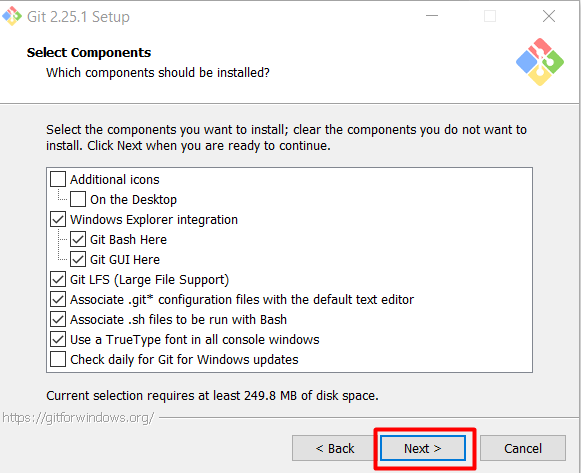 Git 2.25.1 Setup
Select Components
Which components should be installed?
Select the components you want to install; clear the components you do not want to
install. Click Next when you are ready to continue.
Additional icons
On the Desktop
Windows Explorer integration
Git Bash Here
Git GUI Here
Git LFS (Large File Support)
Associate .git* configuration files with the default text editor
Associate .sh files to be run with Bash
Use a TrueType font in all console windows
Check daily for Git for Windows updates
Current selection requires at least 249.8 MB of disk space.
https://gitforwindows.org/
< Back Next > Cancel